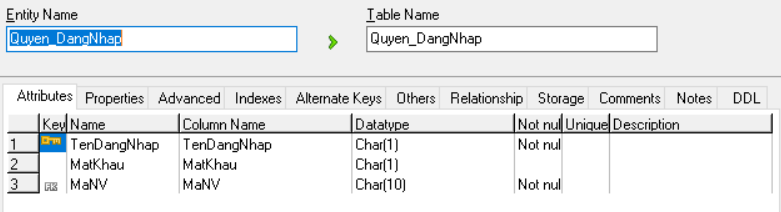 Entity Name Table Name
Quyen_DangNhap Quyen_DangNhap
Attributes Properties Advanced Indexes Alternate Keys Others Relationship Storage Comments Notes DDL
Key Name Column Name Datatype Not nul Unique Description
1 TenDangNhap TenDangNhap Char(1) Not nul
2 MatKhau MatKhau Char(1)
3 MaNV MaNV Char(10) Not nul